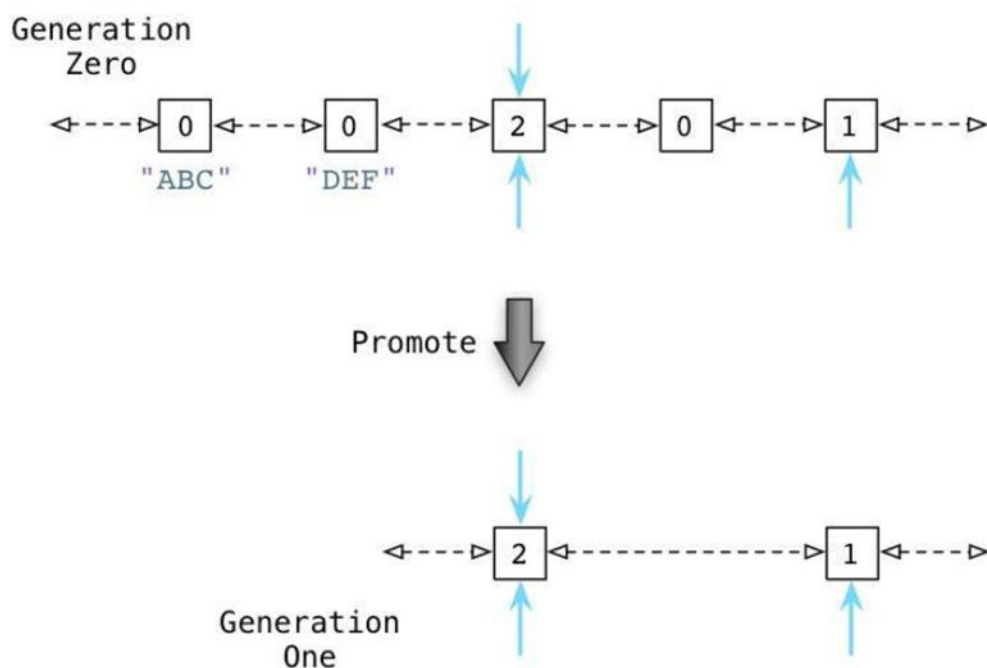 Generation
Zero
0 0 2 0 1
"ABC" "DEF"
Promote
2 1
Generation
One